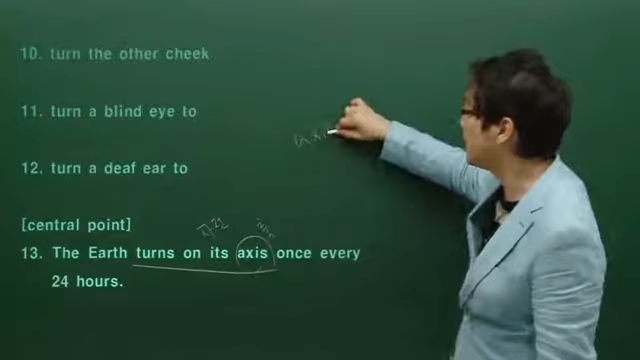 10. turn the other cheek
11. turn a blind eye to
12. turn a deaf ear to
[central point]
13. The Earth turns on its axis once every
24 hours.